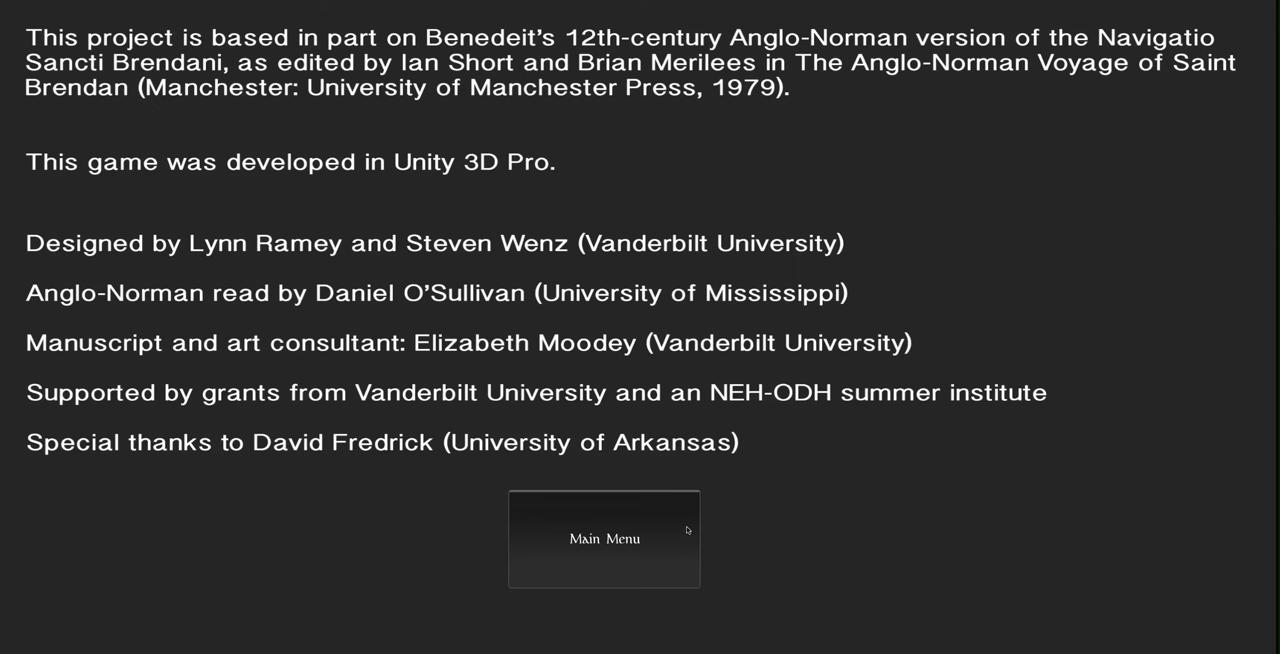 This project is based in part on Benedeit's 12th-century Anglo-Norman version of the Navigatio
Sancti Brendani, as edited by Ian Short and Brian Merilees in The Anglo-Norman Voyage of Saint
Brendan (Manchester: University of Manchester Press, 1979).
This game was developed in Unity 3D Pro.
Designed by Lynn Ramey and Steven Wenz (Vanderbilt University)
Anglo-Norman read by Daniel O'Sullivan (University of Mississippi)
Manuscript and art consultant: Elizabeth Moodey (Vanderbilt University)
Supported by grants from Vanderbilt University and an NEH-ODH summer institute
Special thanks to David Fredrick (University of Arkansas)
Main Menu